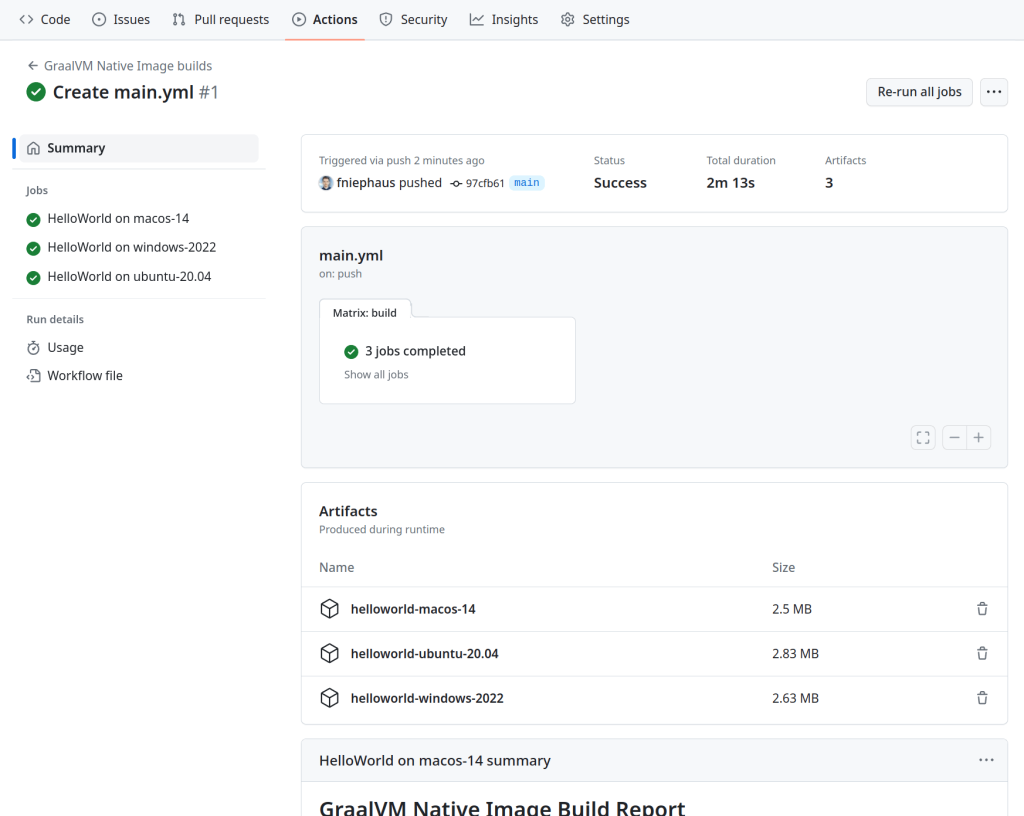 Code Issues Pull requests Actions Security Insights Settings
GraalVM Native Image builds
Create main.yml #1
Re-run all jobs
Summary
Jobs
HelloWorld on macos-14
HelloWorld on windows-2022
HelloWorld on ubuntu-20.04
Run details
Usage
Workflow file
Triggered via push 2 minutes ago
fniephaus pushed 97cfb61 main
Status
Success
Total duration
2m 13s
Artifacts
3
main.yml
on: push
Matrix: build
3 jobs completed
Show all jobs
Artifacts
Produced during runtime
Name Size
helloworld-macos-14 2.5 MB
helloworld-ubuntu-20.04 2.83 MB
helloworld-windows-2022 2.63 MB
HelloWorld on macos-14 summary
GraalVM Native Image Build Report